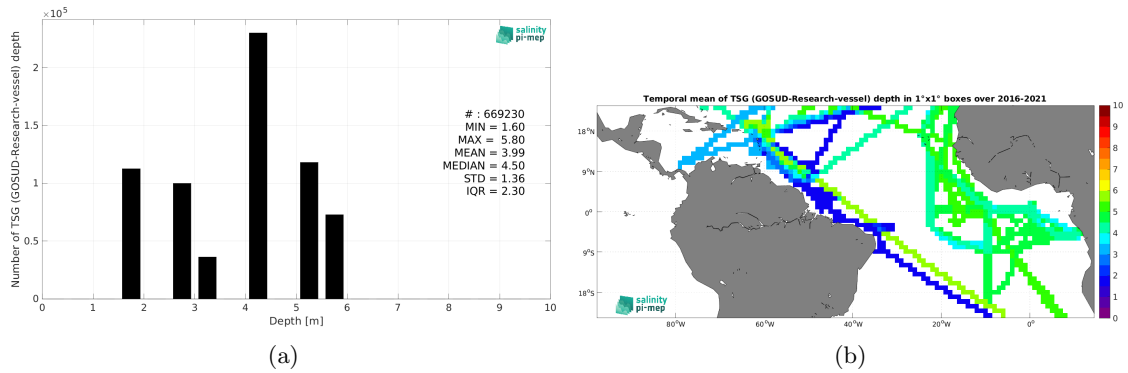 ×10⁵
2
1.5
1
0.5
0
Number of TSG (GOSUD-Research-vessel) depth
salinity
pi-mep
# : 669230
MIN = 1.60
MAX = 5.80
MEAN = 3.99
MEDIAN = 4.50
STD = 1.36
IQR = 2.30
0 1 2 3 4 5 6 7 8 9 10
Depth [m]
(a)
Temporal mean of TSG (GOSUD-Research-vessel) depth in 1°x1° boxes over 2016-2021
18°N
9°N
0°
9°S
18°S
80°W 60°W 40°W 20°W 0°
salinity
pi-mep
10
9
8
7
6
5
4
3
2
1
0
(b)